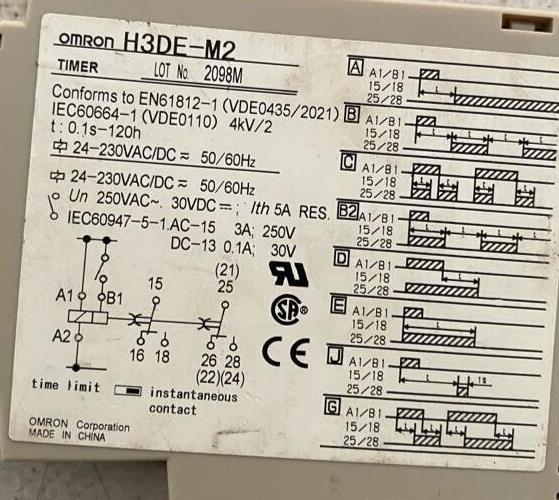 omron H3DE-M2
TIMER LOT No. 2098M
Conforms to EN61812-1 (VDE0435/2021)
IEC60664-1 (VDE0110) 4kV/2
t: 0.1s-120h
24-230VAC/DC≂ 50/60Hz
24-230VAC/DC≂ 50/60Hz
Un 250VAC~. 30VDC⎓; Ith 5A RES.
IEC60947-5-1.AC-15 3A; 250V
DC-13 0.1A; 30V
(21)
15 25
A1 B1
A2
16 18 26 28
(22)(24)
time limit instantaneous
contact
OMRON Corporation
MADE IN CHINA
SA
CE
A A1/B1
15/18
25/28
t
B A1/B1
15/18
25/28
t t t
C A1/B1
15/18
25/28
t t t t
B2 A1/B1
15/18
25/28
t t t
D A1/B1
15/18
25/28
t
E A1/B1
15/18
25/28
t
J A1/B1
15/18
25/28
t 1S
G A1/B1
15/18
25/28
t t t t